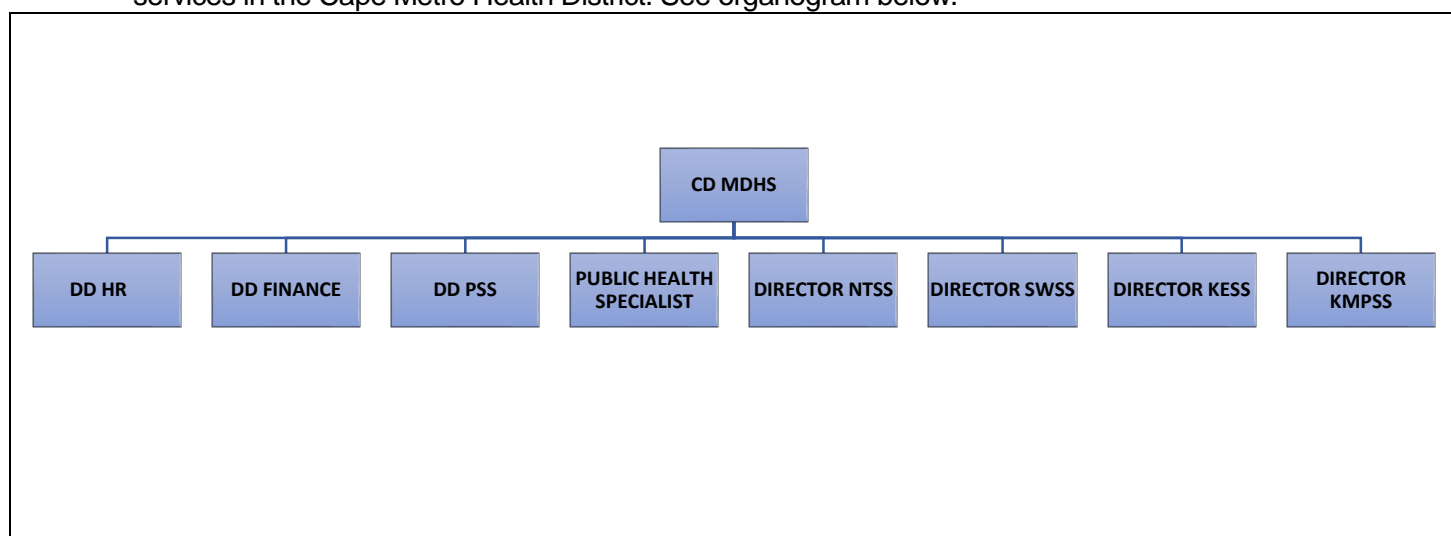 services in the Cape Metro Health District. See organogram below.
CD MDHS
DD HR
DD FINANCE
DD PSS
PUBLIC HEALTH
SPECIALIST
DIRECTOR NTSS
DIRECTOR SWSS
DIRECTOR KESS
DIRECTOR
KMPSS